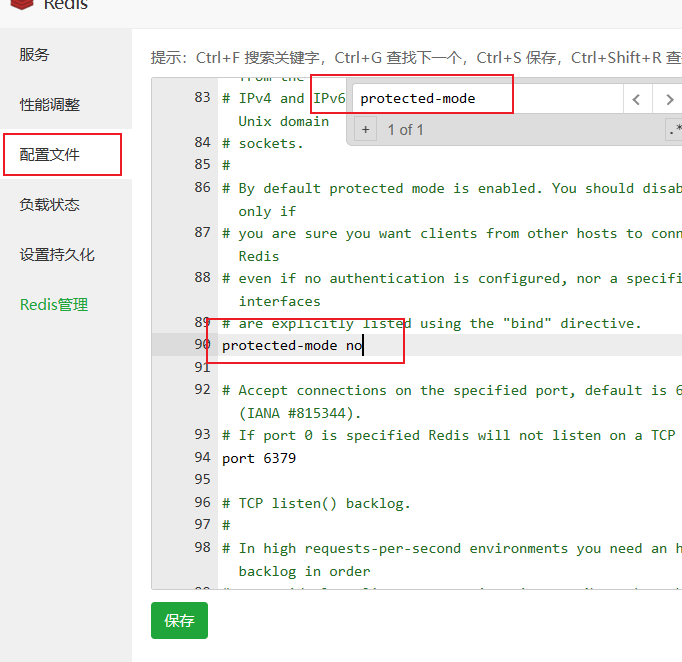 Redis
服务
性能调整
配置文件
负载状态
设置持久化
Redis管理
提示：Ctrl+F 搜索关键字，Ctrl+G 查找下一个，Ctrl+S 保存，Ctrl+Shift+R 查
from the
83 # IPv4 and IPv6
Unix domain
84 # sockets.
85 #
86 # By default protected mode is enabled. You should disab
only if
87 # you are sure you want clients from other hosts to conn
Redis
88 # even if no authentication is configured, nor a specifi
interfaces
89 # are explicitly listed using the "bind" directive.
90 protected-mode no
91
92 # Accept connections on the specified port, default is 6
(IANA #815344).
93 # If port 0 is specified Redis will not listen on a TCP
94 port 6379
95
96 # TCP listen() backlog.
97 #
98 # In high requests-per-second environments you need an h
backlog in order
protected-mode
< >
+ 1 of 1 .*
保存